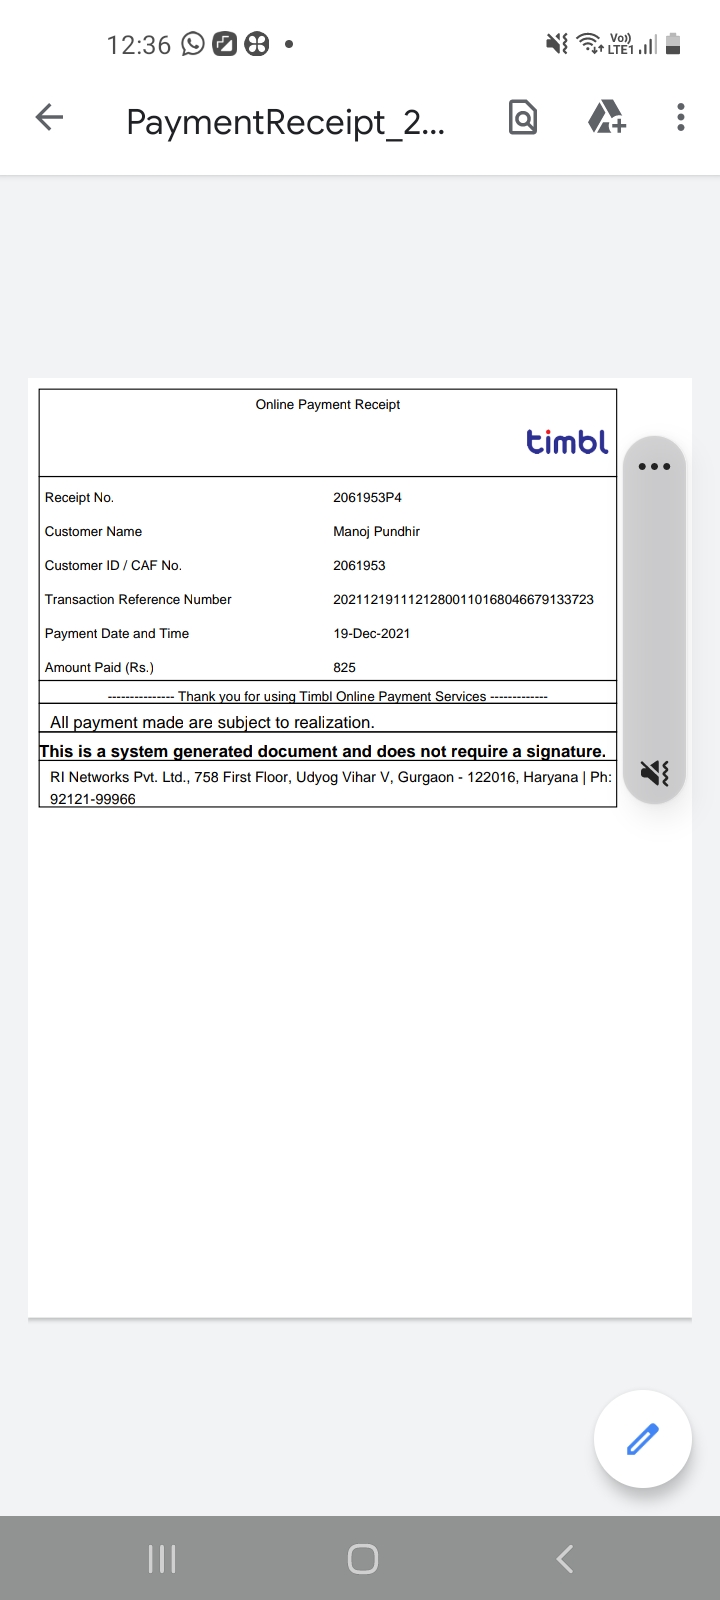 12:36 Vo)) LTE1
PaymentReceipt_2...
Online Payment Receipt
timbl
Receipt No. 2061953P4
Customer Name Manoj Pundhir
Customer ID / CAF No. 2061953
Transaction Reference Number 20211219111212800110168046679133723
Payment Date and Time 19-Dec-2021
Amount Paid (Rs.) 825
--------------- Thank you for using Timbl Online Payment Services -------------
All payment made are subject to realization.
This is a system generated document and does not require a signature.
RI Networks Pvt. Ltd., 758 First Floor, Udyog Vihar V, Gurgaon - 122016, Haryana | Ph:
92121-99966